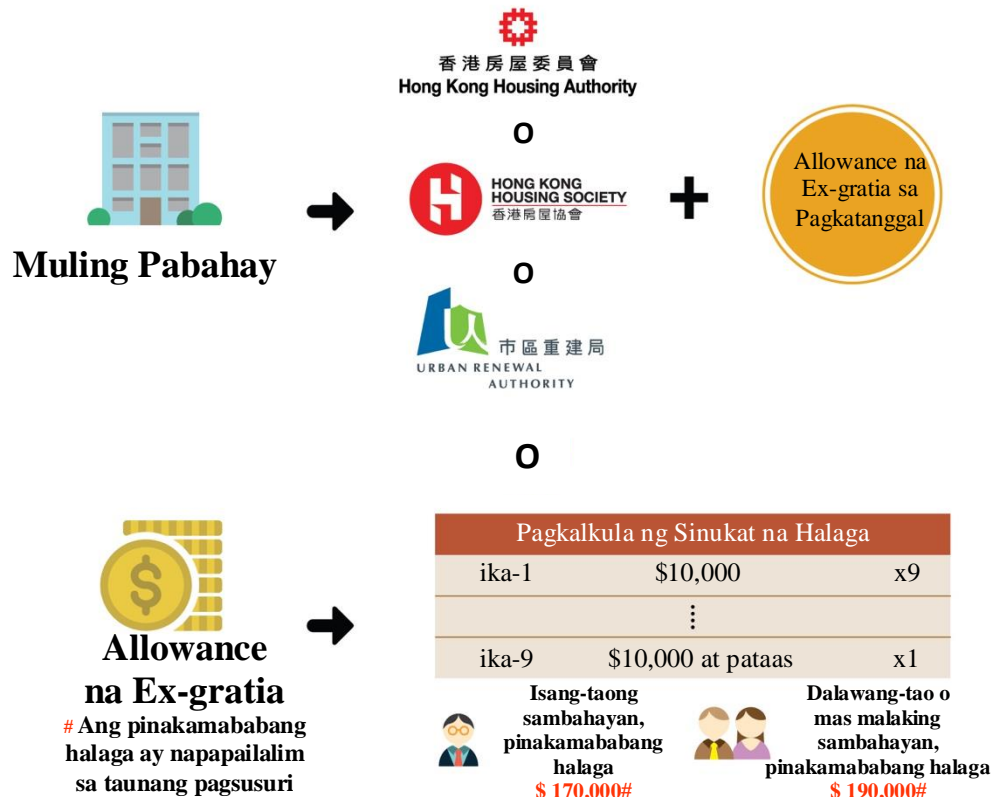 香港房屋委員會
Hong Kong Housing Authority
O
HONG KONG
HOUSING SOCIETY
香港房屋協會
+
Allowance na
Ex-gratia sa
Pagkatanggal
Muling Pabahay
O
市區重建局
URBAN RENEWAL
AUTHORITY
O
$
Allowance
na Ex-gratia
# Ang pinakamababang
halaga ay napapailalim
sa taunang pagsusuri
Pagkalkula ng Sinukat na Halaga
ika-1 $10,000 x9
⋮
ika-9 $10,000 at pataas x1
Isang-taong
sambahayan,
pinakamababang
halaga
$ 170,000#
Dalawang-tao o
mas malaking
sambahayan,
pinakamababang halaga
$ 190,000#